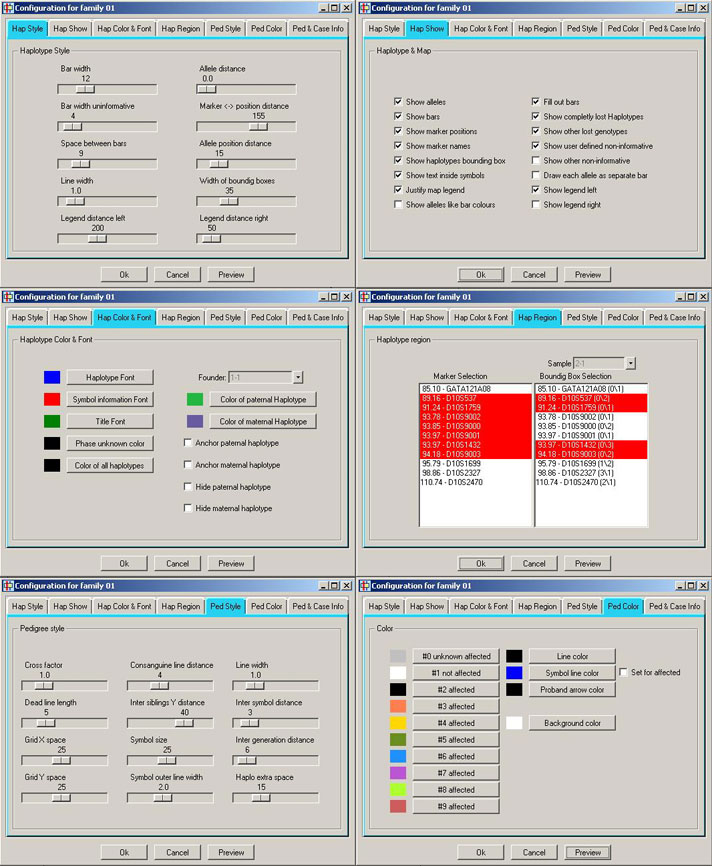 Configuration for family 01
Hap Style Hap Show Hap Color & Font Hap Region Ped Style Ped Color Ped & Case Info
Haplotype Style
Bar width Allele distance
12 0.0
Bar width uninformative Marker <-> position distance
4 155
Space between bars Allele position distance
9 15
Line width Width of boundig boxes
1.0 35
Legend distance left Legend distance right
200 50
Ok Cancel Preview
Configuration for family 01
Hap Style Hap Show Hap Color & Font Hap Region Ped Style Ped Color Ped & Case Info
Haplotype & Map
Show alleles Fill out bars
Show bars Show completly lost Haplotypes
Show marker positions Show other lost genotypes
Show marker names Show user defined non-informative
Show haplotypes bounding box Show other non-informative
Show text inside symbols Draw each allele as separate bar
Justify map legend Show legend left
Show alleles like bar colours Show legend right
Ok Cancel Preview
Configuration for family 01
Hap Style Hap Show Hap Color & Font Hap Region Ped Style Ped Color Ped & Case Info
Haplotype Color & Font
Haplotype Font Founder: 1-1
Symbol information Font Color of paternal Haplotype
Title Font Color of maternal Haplotype
Phase unknown color Anchor paternal haplotype
Color of all haplotypes Anchor maternal haplotype
Hide paternal haplotype
Hide maternal haplotype
Ok Cancel Preview
Configuration for family 01
Hap Style Hap Show Hap Color & Font Hap Region Ped Style Ped Color Ped & Case Info
Haplotype region
Sample 2-1
Marker Selection Boundig Box Selection
85.10 - GATA121A08 85.10 - GATA121A08 (0\1)
89.16 - D10S537 89.16 - D10S537 (0\2)
91.24 - D10S1759 91.24 - D10S1759 (0\1)
93.78 - D10S9002 93.78 - D10S9002 (0\1)
93.85 - D10S9000 93.85 - D10S9000 (0\2)
93.97 - D10S9001 93.97 - D10S9001 (0\2)
93.97 - D10S1432 93.97 - D10S1432 (0\3)
94.18 - D10S9003 94.18 - D10S9003 (0\2)
95.79 - D10S1699 95.79 - D10S1699 (1\2)
98.86 - D10S2327 98.86 - D10S2327 (3\1)
110.74 - D10S2470 110.74 - D10S2470 (2\1)
Ok Cancel Preview
Configuration for family 01
Hap Style Hap Show Hap Color & Font Hap Region Ped Style Ped Color Ped & Case Info
Pedigree style
Cross factor Consanguine line distance Line width
1.0 4 1.0
Dead line length Inter siblings Y distance Inter symbol distance
5 40 3
Grid X space Symbol size Inter generation distance
25 25 6
Grid Y space Symbol outer line width Haplo extra space
25 2.0 15
Ok Cancel Preview
Configuration for family 01
Hap Style Hap Show Hap Color & Font Hap Region Ped Style Ped Color Ped & Case Info
Color
#0 unknown affected Line color
#1 not affected Symbol line color Set for affected
#2 affected Proband arrow color
#3 affected
#4 affected Background color
#5 affected
#6 affected
#7 affected
#8 affected
#9 affected
Ok Cancel Preview